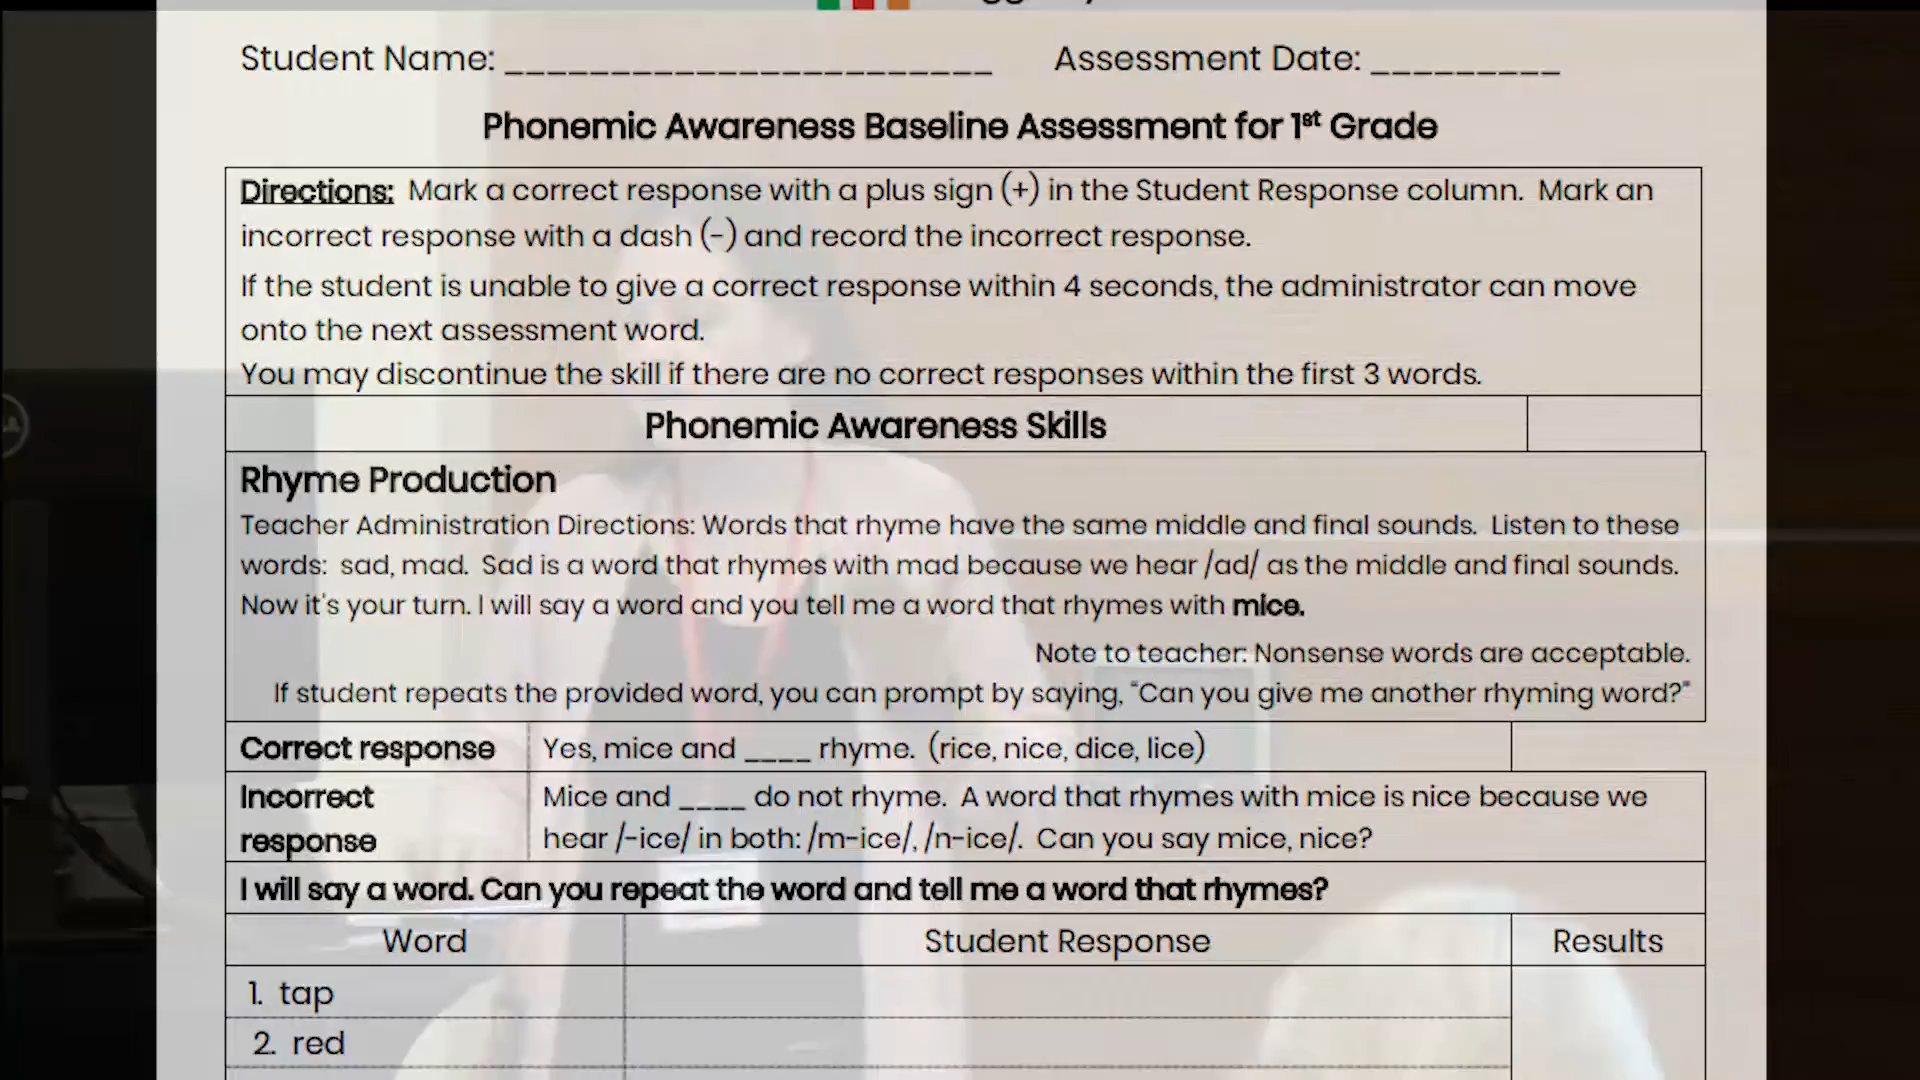 Student Name: _______________________ Assessment Date: _________
Phonemic Awareness Baseline Assessment for 1st Grade
Directions: Mark a correct response with a plus sign (+) in the Student Response column. Mark an
incorrect response with a dash (-) and record the incorrect response.
If the student is unable to give a correct response within 4 seconds, the administrator can move
onto the next assessment word.
You may discontinue the skill if there are no correct responses within the first 3 words.
Phonemic Awareness Skills
Rhyme Production
Teacher Administration Directions: Words that rhyme have the same middle and final sounds. Listen to these
words: sad, mad. Sad is a word that rhymes with mad because we hear /ad/ as the middle and final sounds.
Now it's your turn. I will say a word and you tell me a word that rhymes with mice.
Note to teacher: Nonsense words are acceptable.
If student repeats the provided word, you can prompt by saying, "Can you give me another rhyming word?"
Correct response Yes, mice and ____ rhyme. (rice, nice, dice, lice)
Incorrect response Mice and ____ do not rhyme. A word that rhymes with mice is nice because we
hear /-ice/ in both: /m-ice/, /n-ice/. Can you say mice, nice?
I will say a word. Can you repeat the word and tell me a word that rhymes?
Word Student Response Results
1. tap
2. red